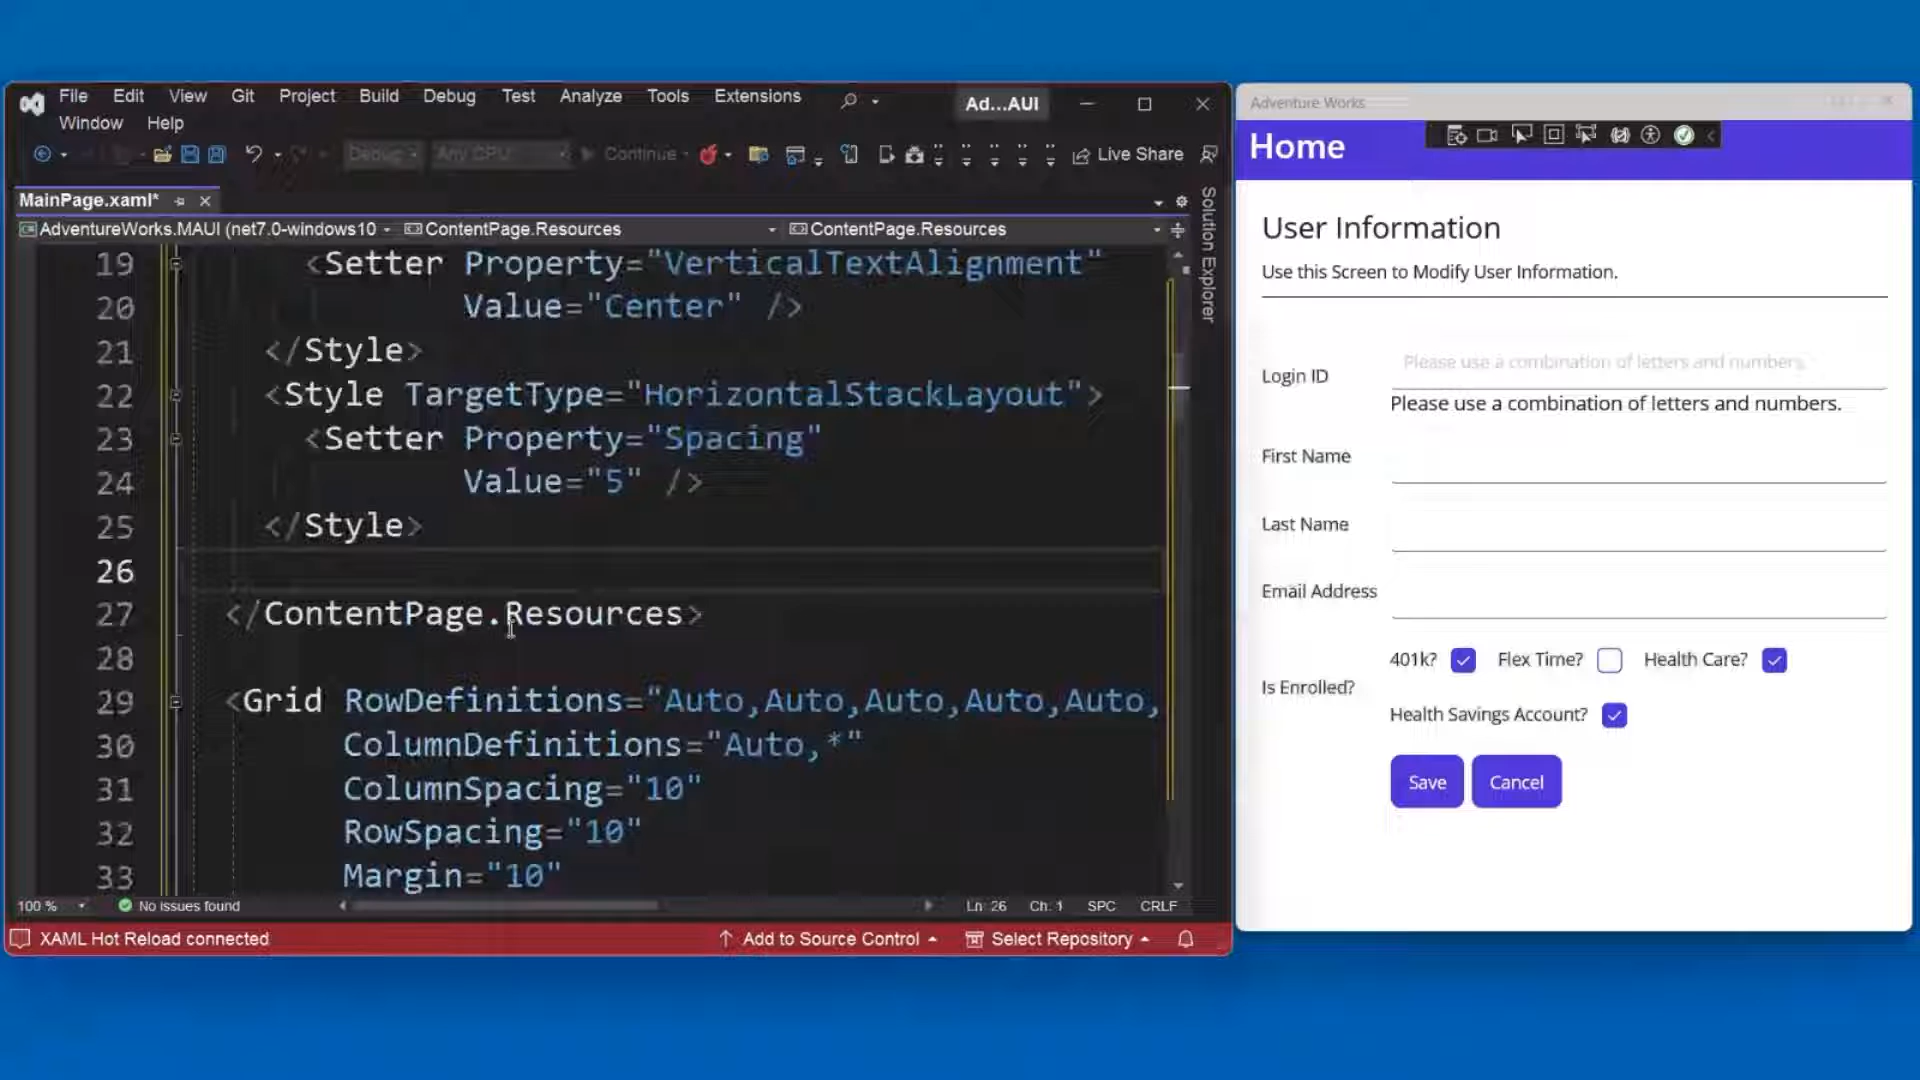 File Edit View Git Project Build Debug Test Analyze Tools Extensions
Window Help
Ad...AUI
Debug Any CPU Continue Live Share
MainPage.xaml*
AdventureWorks.MAUI (net7.0-windows10 ContentPage.Resources ContentPage.Resources
Solution Explorer
19 <Setter Property="VerticalTextAlignment"
20 Value="Center" />
21 </Style>
22 <Style TargetType="HorizontalStackLayout">
23 <Setter Property="Spacing"
24 Value="5" />
25 </Style>
26
27 </ContentPage.Resources>
28
29 <Grid RowDefinitions="Auto,Auto,Auto,Auto,Auto,
30 ColumnDefinitions="Auto,*"
31 ColumnSpacing="10"
32 RowSpacing="10"
33 Margin="10"
100 % No issues found Ln: 26 Ch: 1 SPC CRLF
XAML Hot Reload connected Add to Source Control Select Repository
Adventure Works
Home
User Information
Use this Screen to Modify User Information.
Login ID Please use a combination of letters and numbers.
Please use a combination of letters and numbers.
First Name
Last Name
Email Address
Is Enrolled? 401k? Flex Time? Health Care?
Health Savings Account?
Save Cancel